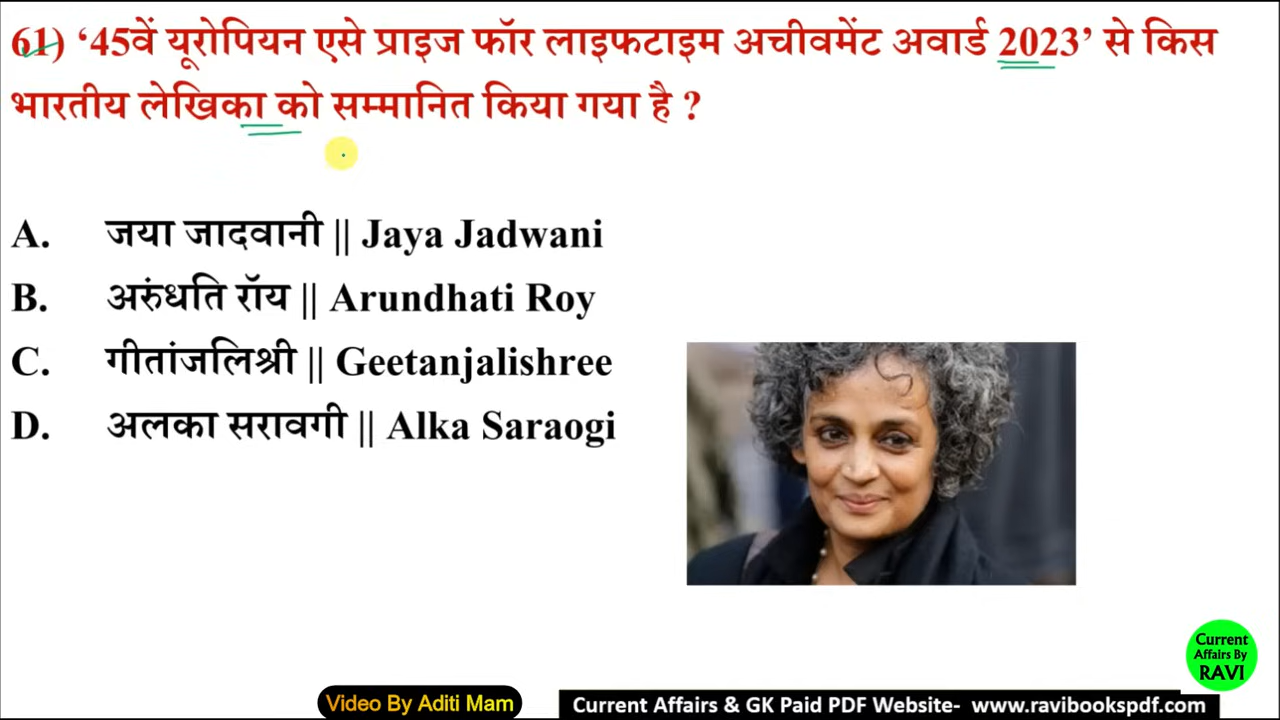 61) ‘45वें यूरोपियन एसे प्राइज फॉर लाइफटाइम अचीवमेंट अवार्ड 2023’ से किस
भारतीय लेखिका को सम्मानित किया गया है ?
A. जया जादवानी || Jaya Jadwani
B. अरुंधति रॉय || Arundhati Roy
C. गीतांजलिश्री || Geetanjalishree
D. अलका सरावगी || Alka Saraogi
Current
Affairs By
RAVI
Video By Aditi Mam
Current Affairs & GK Paid PDF Website- www.ravibookspdf.com